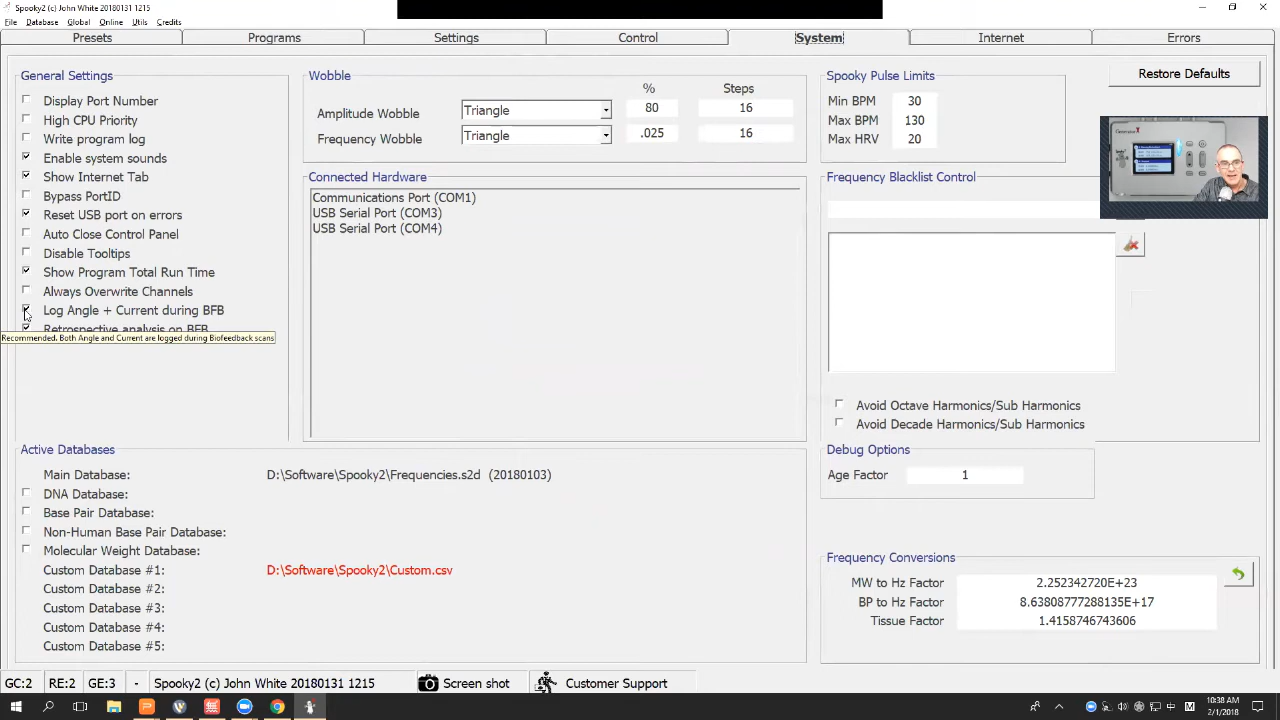 Spooky2 (c) John White 20180131 1215
File Database Global Online Utils Credits
Presets Programs Settings Control System Internet Errors
General Settings
Display Port Number
High CPU Priority
Write program log
Enable system sounds
Show Internet Tab
Bypass PortID
Reset USB port on errors
Auto Close Control Panel
Disable Tooltips
Show Program Total Run Time
Always Overwrite Channels
Log Angle + Current during BFB
Retrospective analysis on BFB
Recommended. Both Angle and Current are logged during Biofeedback scans
Wobble
% Steps
Amplitude Wobble Triangle 80 16
Frequency Wobble Triangle .025 16
Connected Hardware
Communications Port (COM1)
USB Serial Port (COM3)
USB Serial Port (COM4)
Spooky Pulse Limits
Min BPM 30
Max BPM 130
Max HRV 20
Restore Defaults
Frequency Blacklist Control
Avoid Octave Harmonics/Sub Harmonics
Avoid Decade Harmonics/Sub Harmonics
Active Databases
Main Database: D:\Software\Spooky2\Frequencies.s2d (20180103)
DNA Database:
Base Pair Database:
Non-Human Base Pair Database:
Molecular Weight Database:
Custom Database #1: D:\Software\Spooky2\Custom.csv
Custom Database #2:
Custom Database #3:
Custom Database #4:
Custom Database #5:
Debug Options
Age Factor 1
Frequency Conversions
MW to Hz Factor 2.252342720E+23
BP to Hz Factor 8.63808777288135E+17
Tissue Factor 1.4158746743606
GC:2 RE:2 GE:3 - Spooky2 (c) John White 20180131 1215 Screen shot Customer Support
10:38 AM
2/1/2018